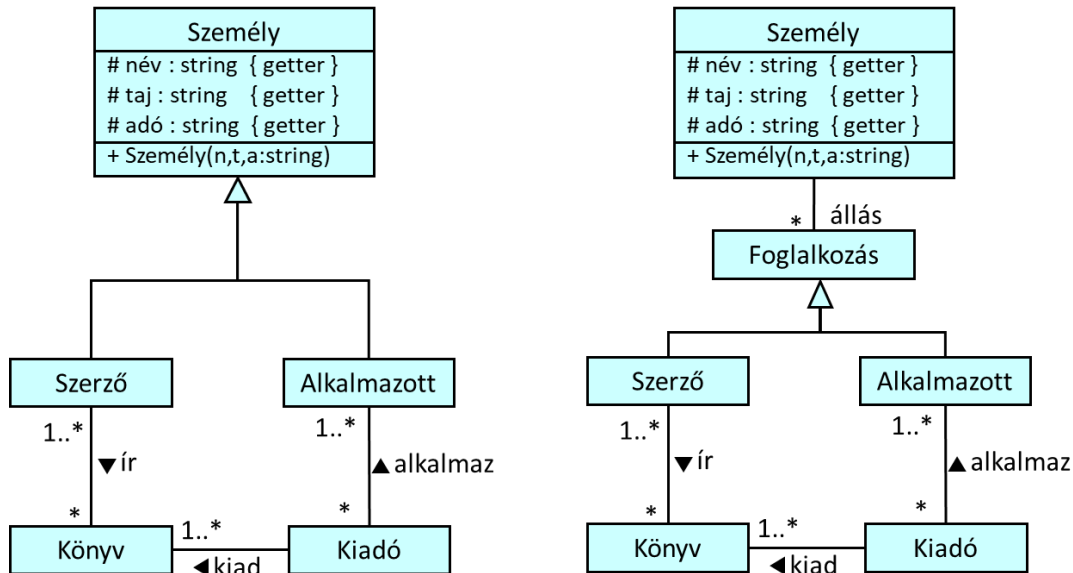 Személy
# név : string { getter }
# taj : string { getter }
# adó : string { getter }
+ Személy(n,t,a:string)
Szerző
Alkalmazott
1..*
1..*
▼ír
▲alkalmaz
*
*
1..*
Könyv
Kiadó
◀kiad
Személy
# név : string { getter }
# taj : string { getter }
# adó : string { getter }
+ Személy(n,t,a:string)
* állás
Foglalkozás
Szerző
Alkalmazott
1..*
1..*
▼ír
▲alkalmaz
*
*
1..*
Könyv
Kiadó
◀kiad